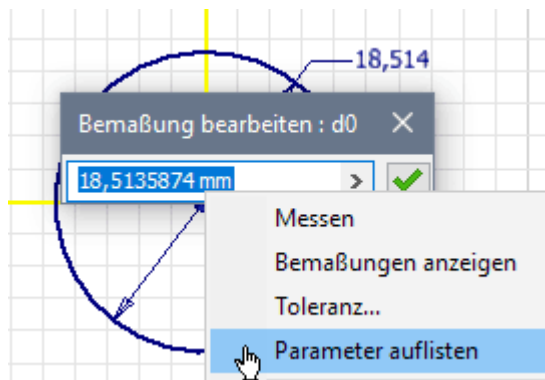 18,514
Bemaßung bearbeiten : d0
18,5135874 mm
Messen
Bemaßungen anzeigen
Toleranz...
Parameter auflisten